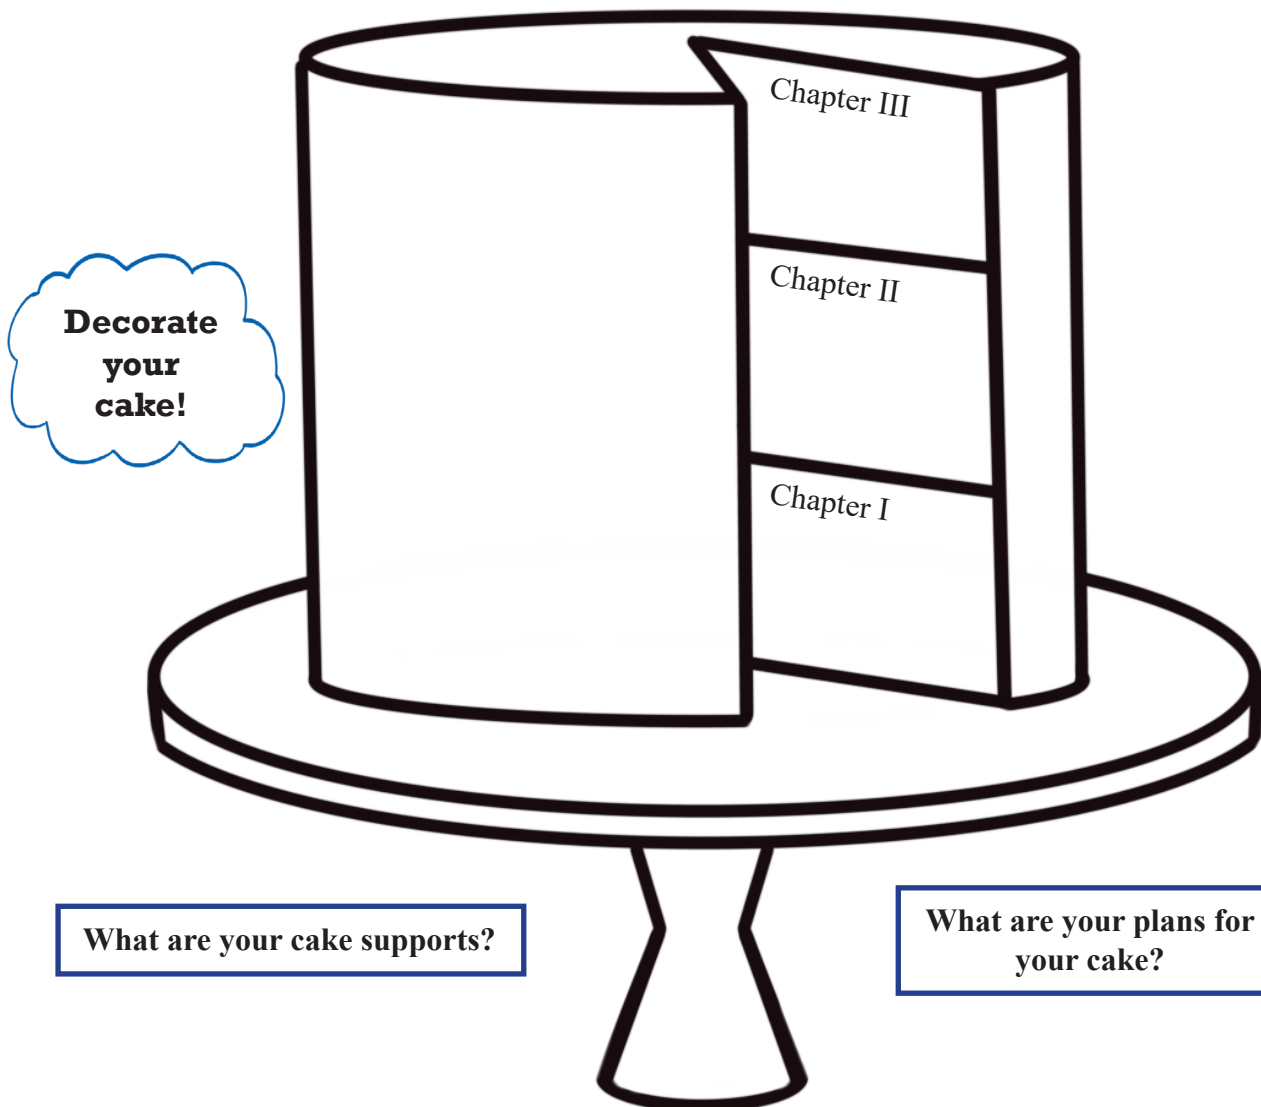 Chapter III
Chapter II
Decorate
your
cake!
Chapter I
What are your cake supports?
What are your plans for
your cake?